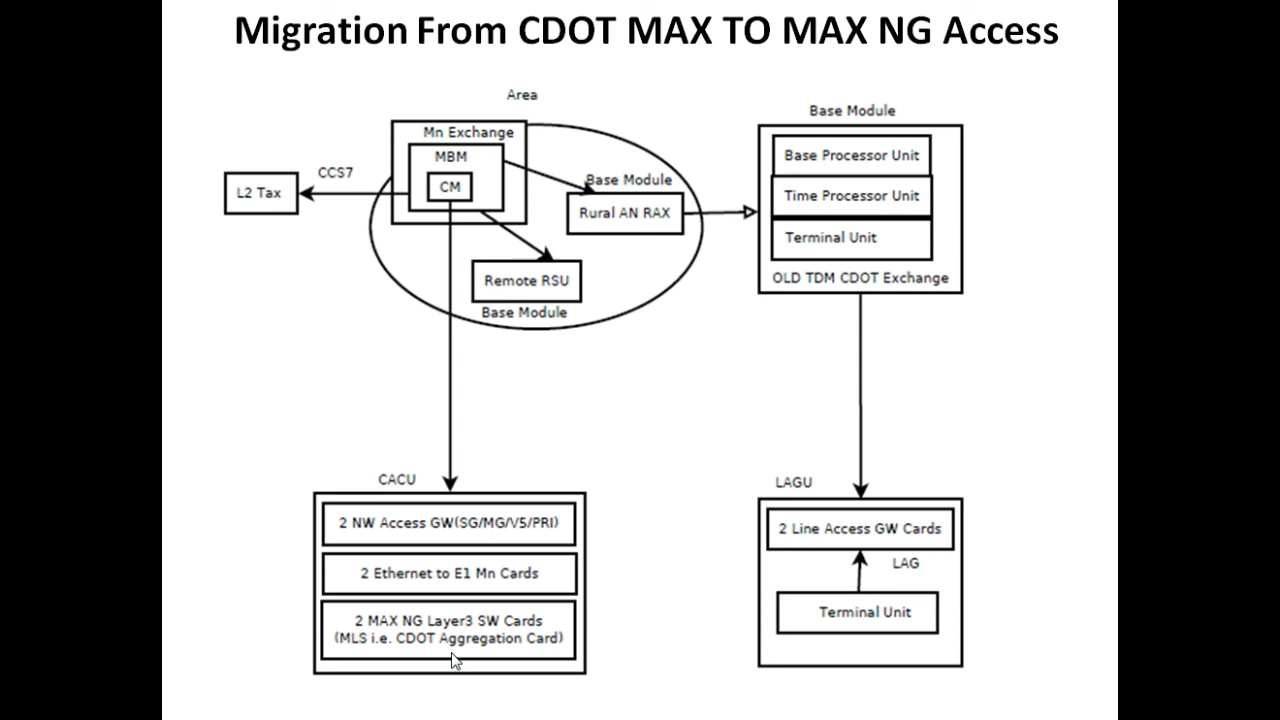 Migration From CDOT MAX TO MAX NG Access
Area
Mn Exchange
MBM
CM
CCS7
L2 Tax
Base Module
Rural AN RAX
Remote RSU
Base Module
Base Module
Base Processor Unit
Time Processor Unit
Terminal Unit
OLD TDM CDOT Exchange
CACU
2 NW Access GW(SG/MG/V5/PRI)
2 Ethernet to E1 Mn Cards
2 MAX NG Layer3 SW Cards
(MLS i.e. CDOT Aggregation Card)
LAGU
2 Line Access GW Cards
LAG
Terminal Unit